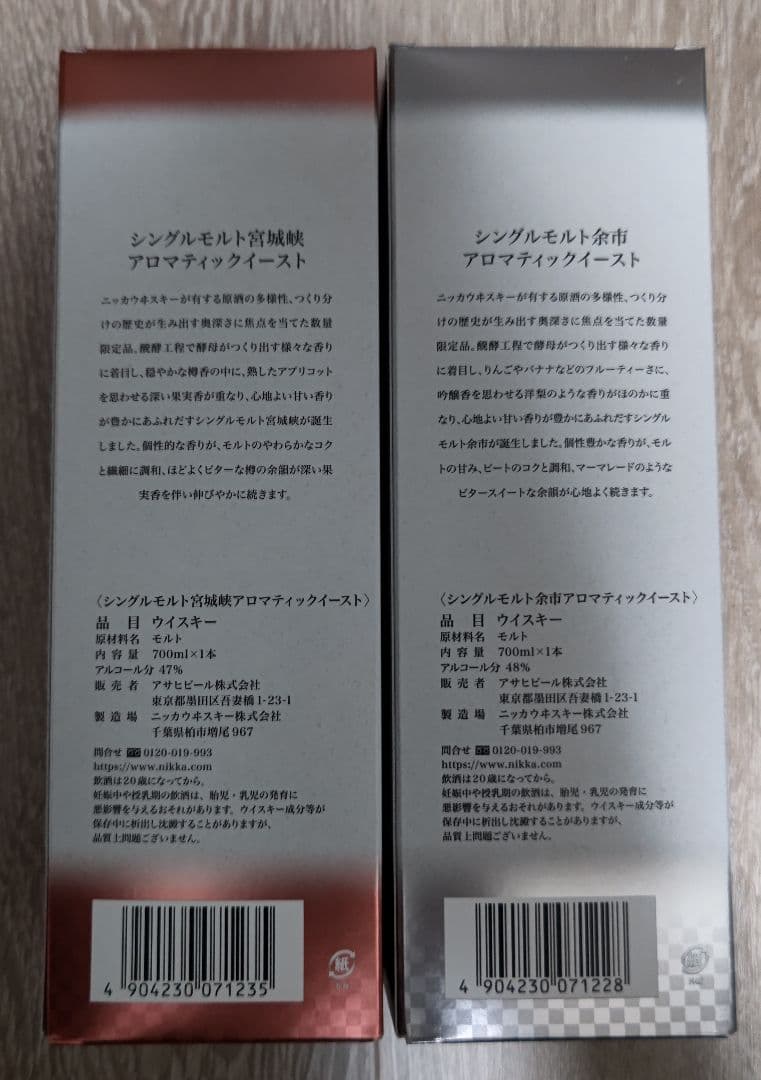 シングルモルト宮城峡
アロマティックイースト
ニッカウヰスキーが有する原酒の多様性、つくり分
けの歴史が生み出す奥深さに焦点を当てた数量
限定品。醗酵工程で酵母がつくり出す様々な香り
に着目し、穏やかな樽香の中に、熟したアプリコット
を思わせる深い果実香が重なり、心地よい甘い香り
が豊かにあふれだすシングルモルト宮城峡が誕生
しました。個性的な香りが、モルトのやわらかなコク
と繊細に調和、ほどよくビターな樽の余韻が深い果
実香を伴い伸びやかに続きます。
〈シングルモルト宮城峡アロマティックイースト〉
品 目 ウイスキー
原材料名 モルト
内容量 700ml×1本
アルコール分 47%
販売者 アサヒビール株式会社
東京都墨田区吾妻橋1-23-1
製造場 ニッカウヰスキー株式会社
千葉県柏市増尾967
問合せ 0120-019-993
https://www.nikka.com
飲酒は20歳になってから。
妊娠中や授乳期の飲酒は、胎児・乳児の発育に
悪影響を与えるおそれがあります。ウイスキー成分等が
保存中に析出し沈澱することがありますが、
品質上問題ございません。
4 904230 071235
紙
シングルモルト余市
アロマティックイースト
ニッカウヰスキーが有する原酒の多様性、つくり分
けの歴史が生み出す奥深さに焦点を当てた数量
限定品。醗酵工程で酵母がつくり出す様々な香り
に着目し、りんごやバナナなどのフルーティーさに、
吟醸香を思わせる洋梨のような香りがほのかに重
なり、心地よい甘い香りが豊かにあふれだすシングル
モルト余市が誕生しました。個性豊かな香りが、モル
トの甘み、ピートのコクと調和、マーマレードのような
ビタースイートな余韻が心地よく続きます。
〈シングルモルト余市アロマティックイースト〉
品 目 ウイスキー
原材料名 モルト
内容量 700ml×1本
アルコール分 48%
販売者 アサヒビール株式会社
東京都墨田区吾妻橋1-23-1
製造場 ニッカウヰスキー株式会社
千葉県柏市増尾967
問合せ 0120-019-993
https://www.nikka.com
飲酒は20歳になってから。
妊娠中や授乳期の飲酒は、胎児・乳児の発育に
悪影響を与えるおそれがあります。ウイスキー成分等が
保存中に析出し沈澱することがありますが、
品質上問題ございません。
4 904230 071228
紙